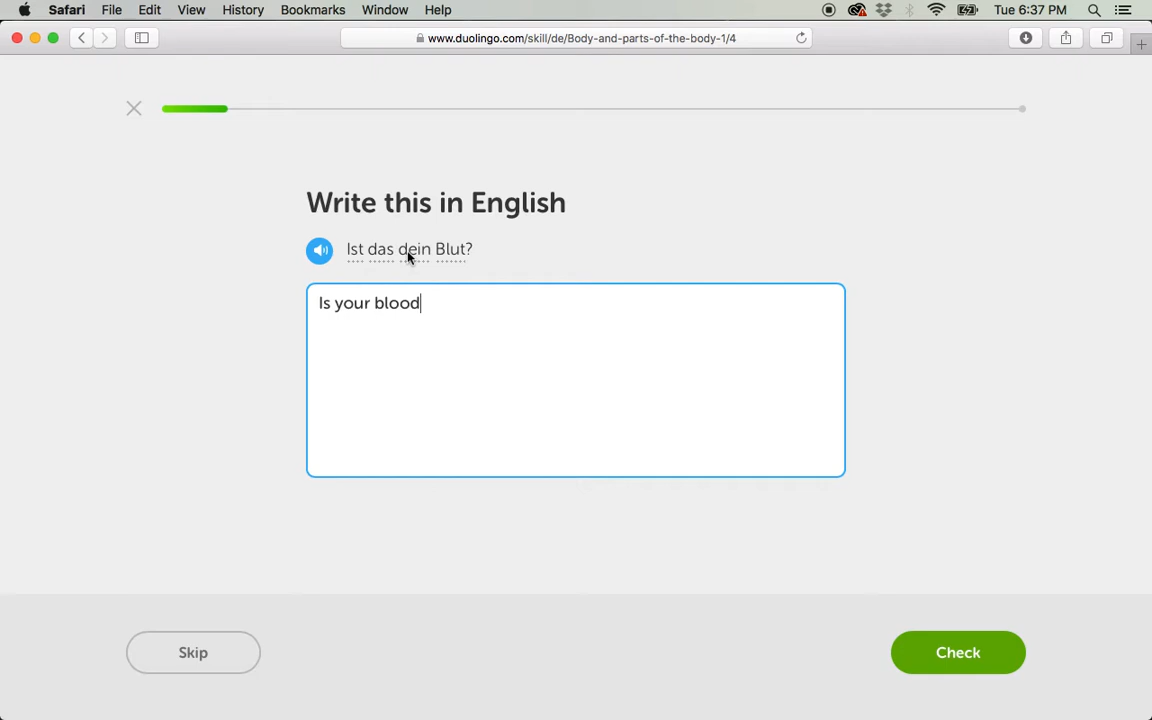 Safari File Edit View History Bookmarks Window Help Tue 6:37 PM
www.duolingo.com/skill/de/Body-and-parts-of-the-body-1/4
Write this in English
Ist das dein Blut?
Is your blood
Skip Check